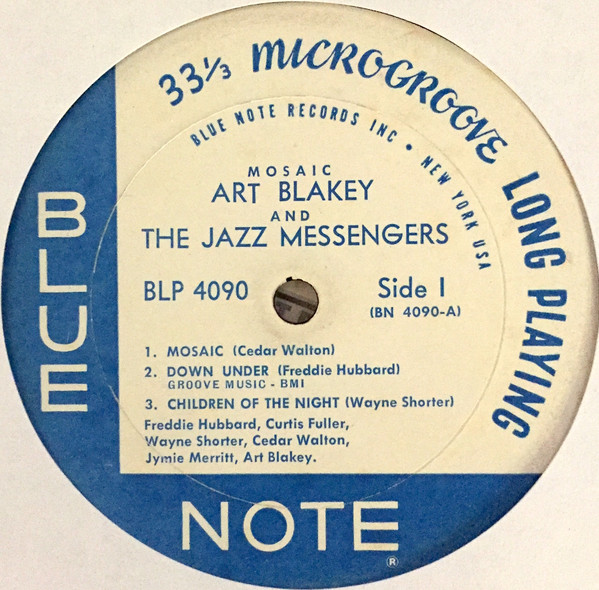 33⅓ MICROGROOVE LONG PLAYING
BLUE NOTE RECORDS INC • NEW YORK USA
MOSAIC
ART BLAKEY
AND
THE JAZZ MESSENGERS
BLP 4090
Side 1
(BN 4090-A)
1. MOSAIC (Cedar Walton)
2. DOWN UNDER (Freddie Hubbard)
GROOVE MUSIC - BMI
3. CHILDREN OF THE NIGHT (Wayne Shorter)
Freddie Hubbard, Curtis Fuller,
Wayne Shorter, Cedar Walton,
Jymie Merritt, Art Blakey.
BLUE
NOTE®